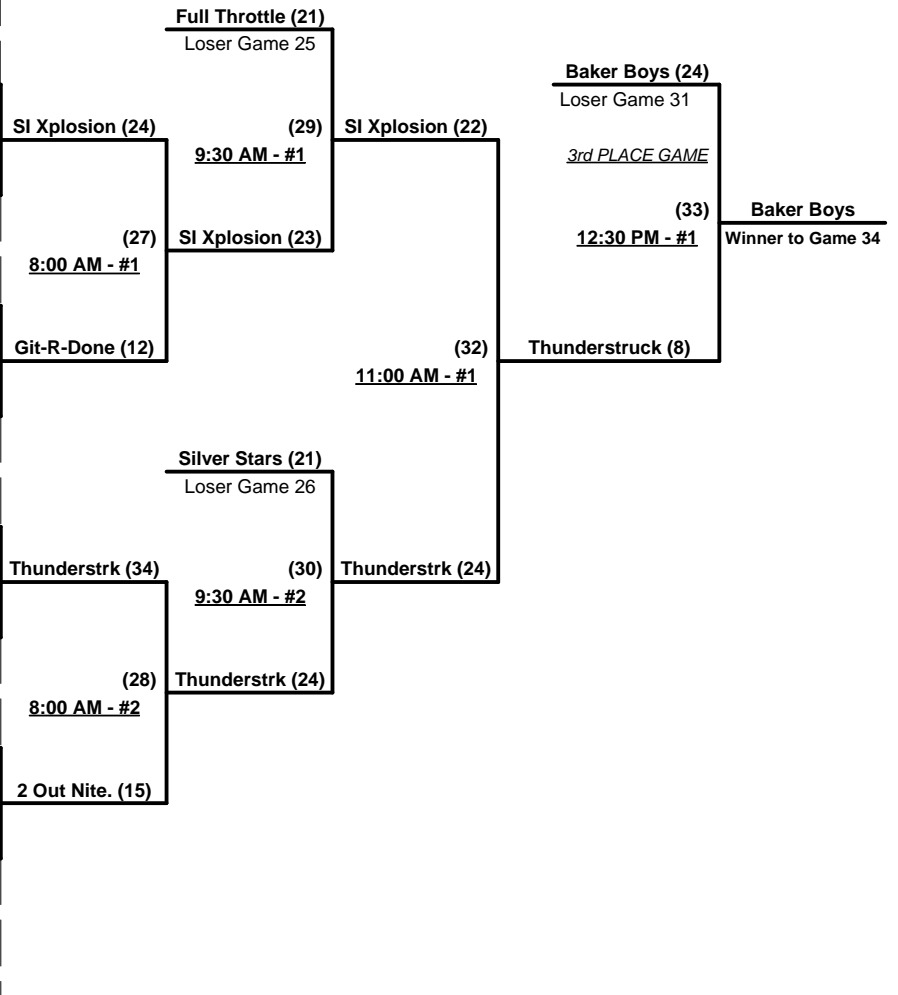 Full Throttle (21)
Loser Game 25
Baker Boys (24)
Loser Game 31
SI Xplosion (24)
(29)
SI Xplosion (22)
9:30 AM - #1
3rd PLACE GAME
(33)
Baker Boys
(27)
SI Xplosion (23)
12:30 PM - #1
Winner to Game 34
8:00 AM - #1
Git-R-Done (12)
(32)
Thunderstruck (8)
11:00 AM - #1
Silver Stars (21)
Loser Game 26
Thunderstrk (34)
(30)
Thunderstrk (24)
9:30 AM - #2
(28)
Thunderstrk (24)
8:00 AM - #2
2 Out Nite. (15)